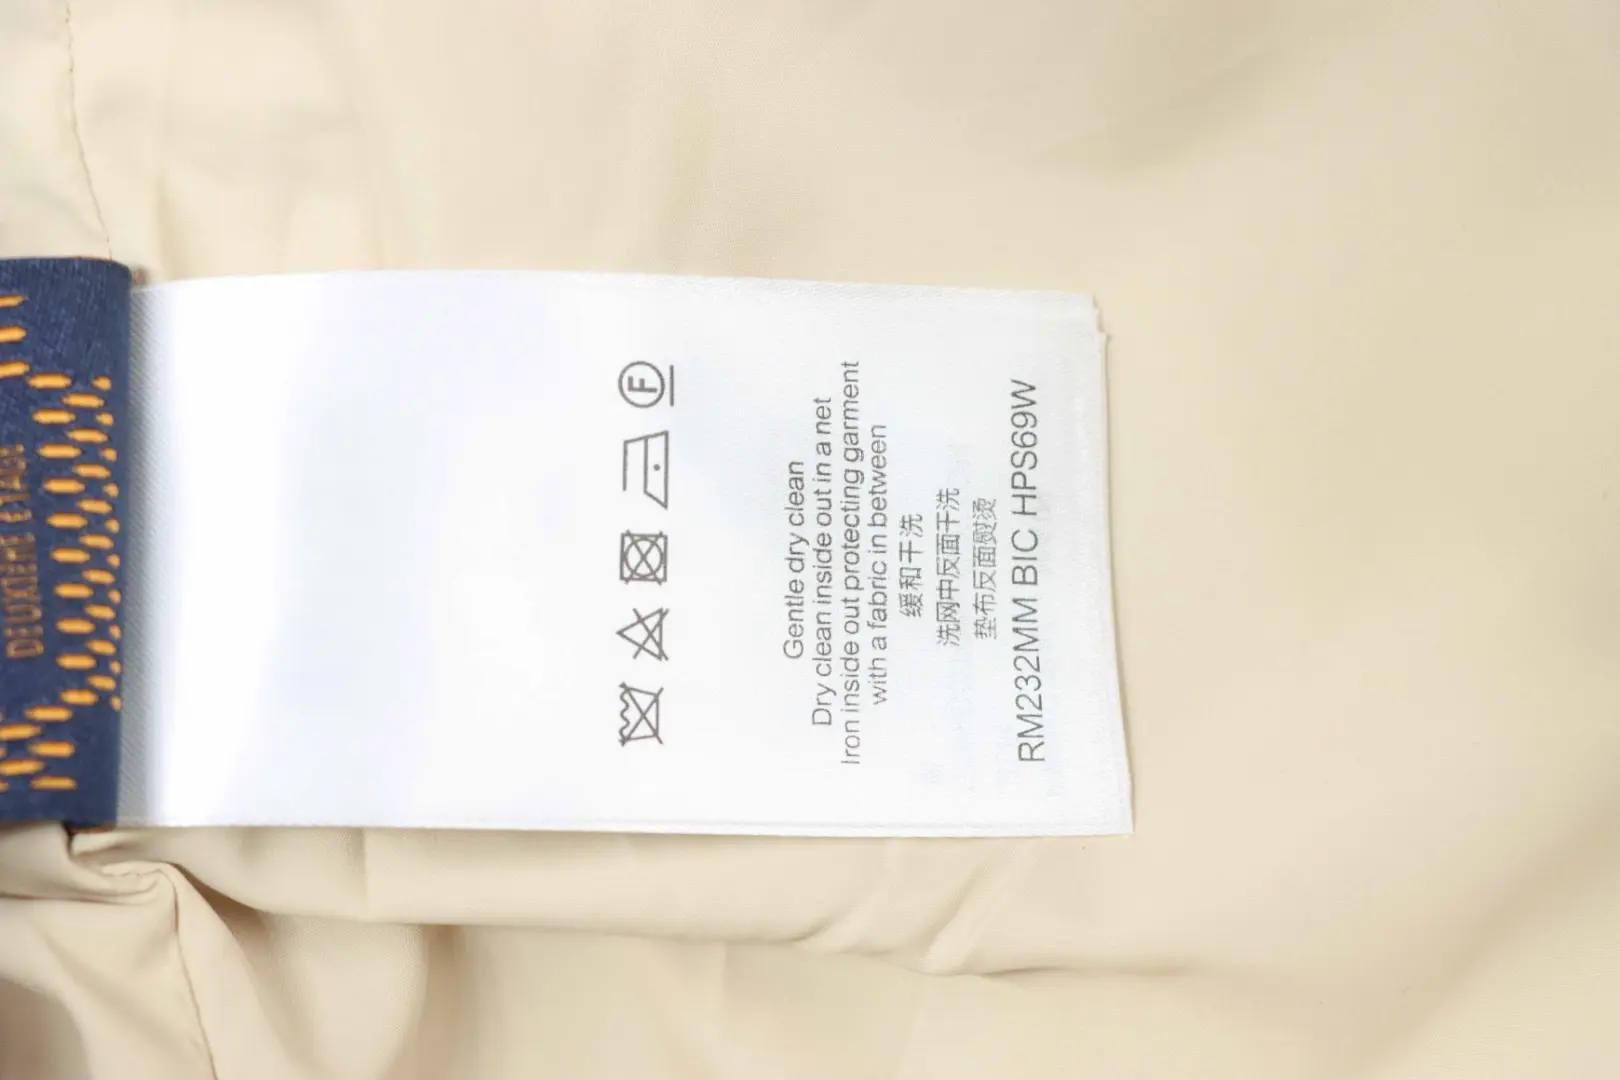 DEUXIÈME ÉTAGE
F
Gentle dry clean
Dry clean inside out in a net
Iron inside out protecting garment
with a fabric in between
缓和干洗
洗网中反面干洗
垫布反面熨烫
RM232MM BIC HPS69W